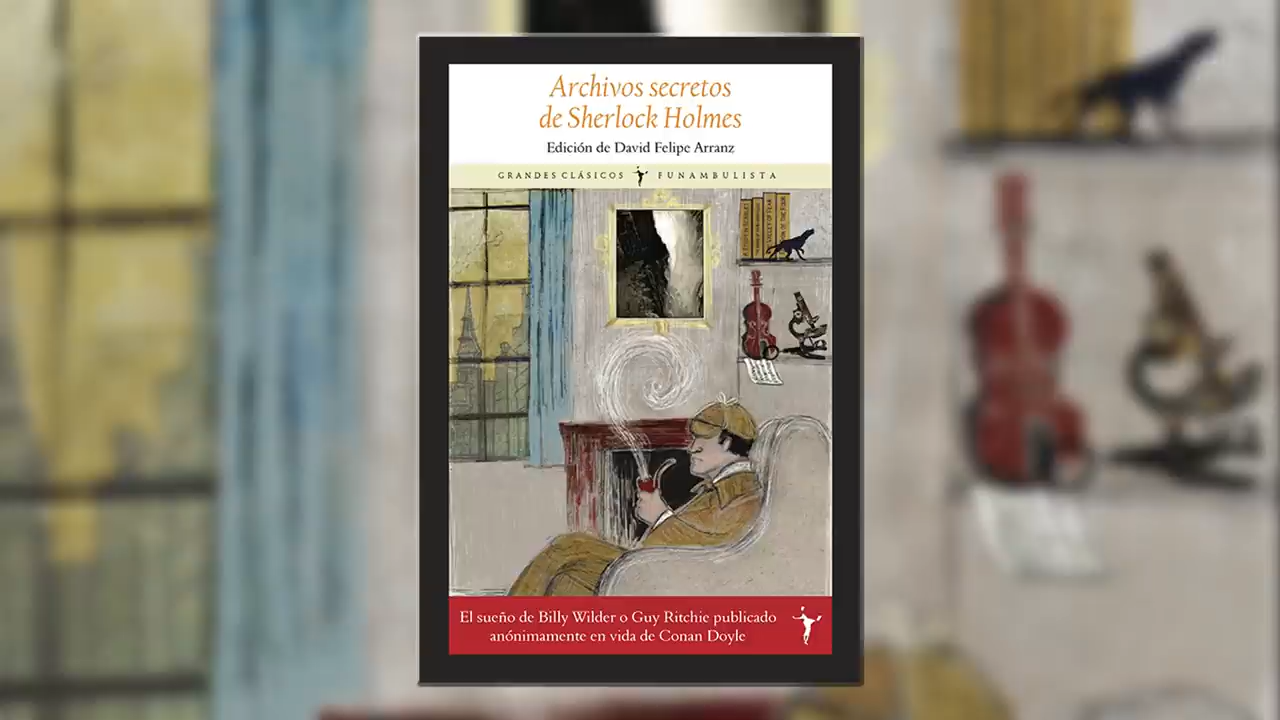 Archivos secretos
de Sherlock Holmes
Edición de David Felipe Arranz
GRANDES CLÁSICOS FUNAMBULISTA
El sueño de Billy Wilder o Guy Ritchie publicado
anónimamente en vida de Conan Doyle